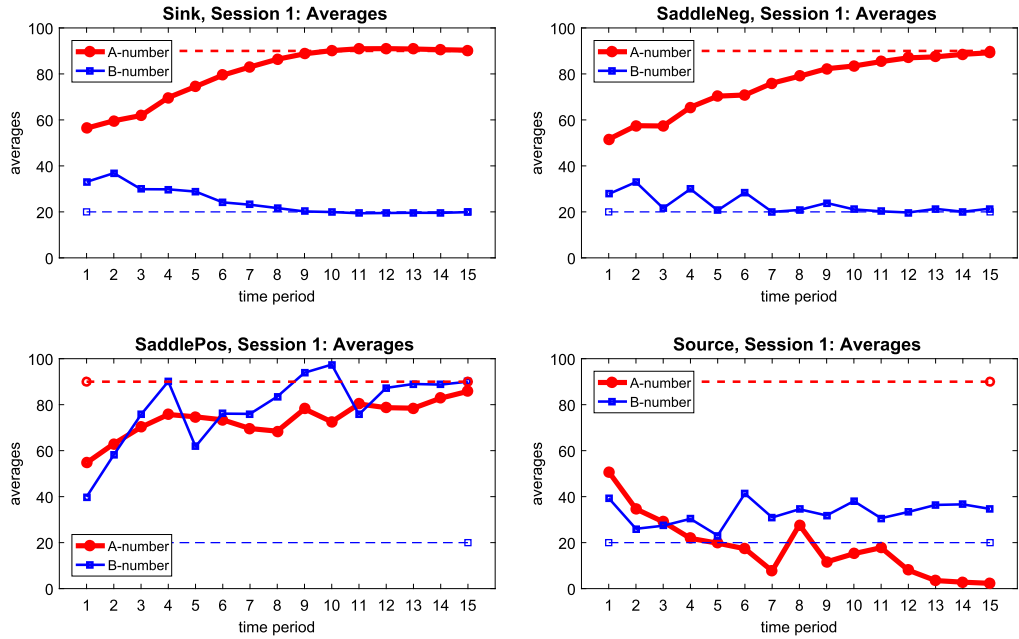 Sink, Session 1: Averages
100
80
60
40
20
0
averages
A-number
B-number
1 2 3 4 5 6 7 8 9 10 11 12 13 14 15
time period
SaddleNeg, Session 1: Averages
100
80
60
40
20
0
averages
A-number
B-number
1 2 3 4 5 6 7 8 9 10 11 12 13 14 15
time period
SaddlePos, Session 1: Averages
100
80
60
40
20
0
averages
A-number
B-number
1 2 3 4 5 6 7 8 9 10 11 12 13 14 15
time period
Source, Session 1: Averages
100
80
60
40
20
0
averages
A-number
B-number
1 2 3 4 5 6 7 8 9 10 11 12 13 14 15
time period